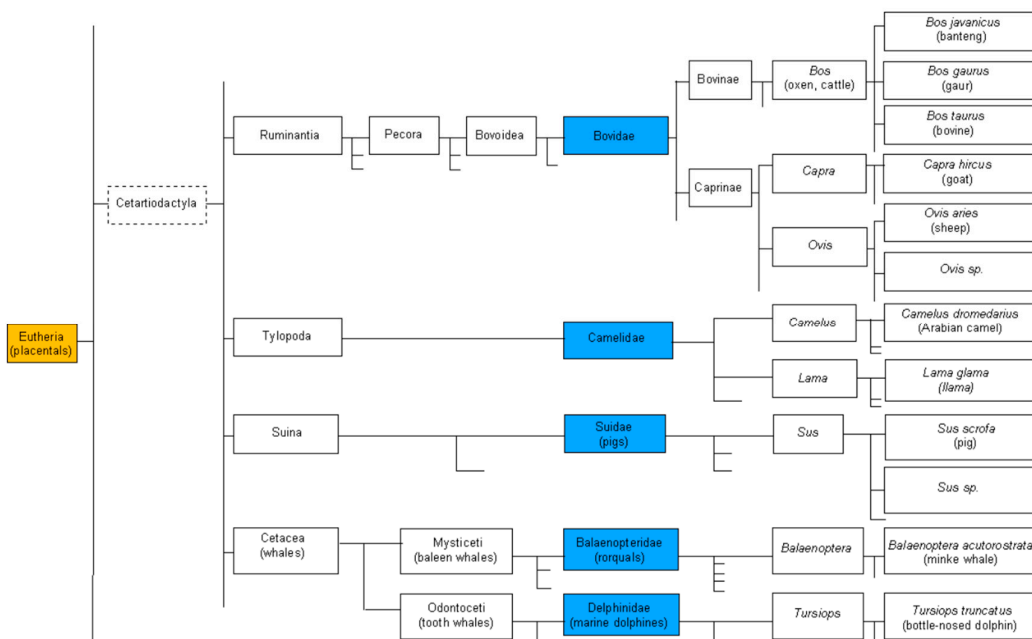 Bos javanicus
(banteng)
Bovinae
Bos
(oxen, cattle)
Bos gaurus
(gaur)
Ruminantia
Pecora
Bovoidea
Bovidae
Bos taurus
(bovine)
Capra
Capra hircus
(goat)
Cetartiodactyla
Caprinae
Ovis aries
(sheep)
Ovis
Ovis sp.
Eutheria
(placentals)
Tylopoda
Camelidae
Camelus
Camelus dromedarius
(Arabian camel)
Lama
Lama glama
(llama)
Suina
Suidae
(pigs)
Sus
Sus scrofa
(pig)
Sus sp.
Cetacea
(whales)
Mysticeti
(baleen whales)
Balaenopteridae
(rorquals)
Balaenoptera
Balaenoptera acutorostrata
(minke whale)
Odontoceti
(tooth whales)
Delphinidae
(marine dolphines)
Tursiops
Tursiops truncatus
(bottle-nosed dolphin)